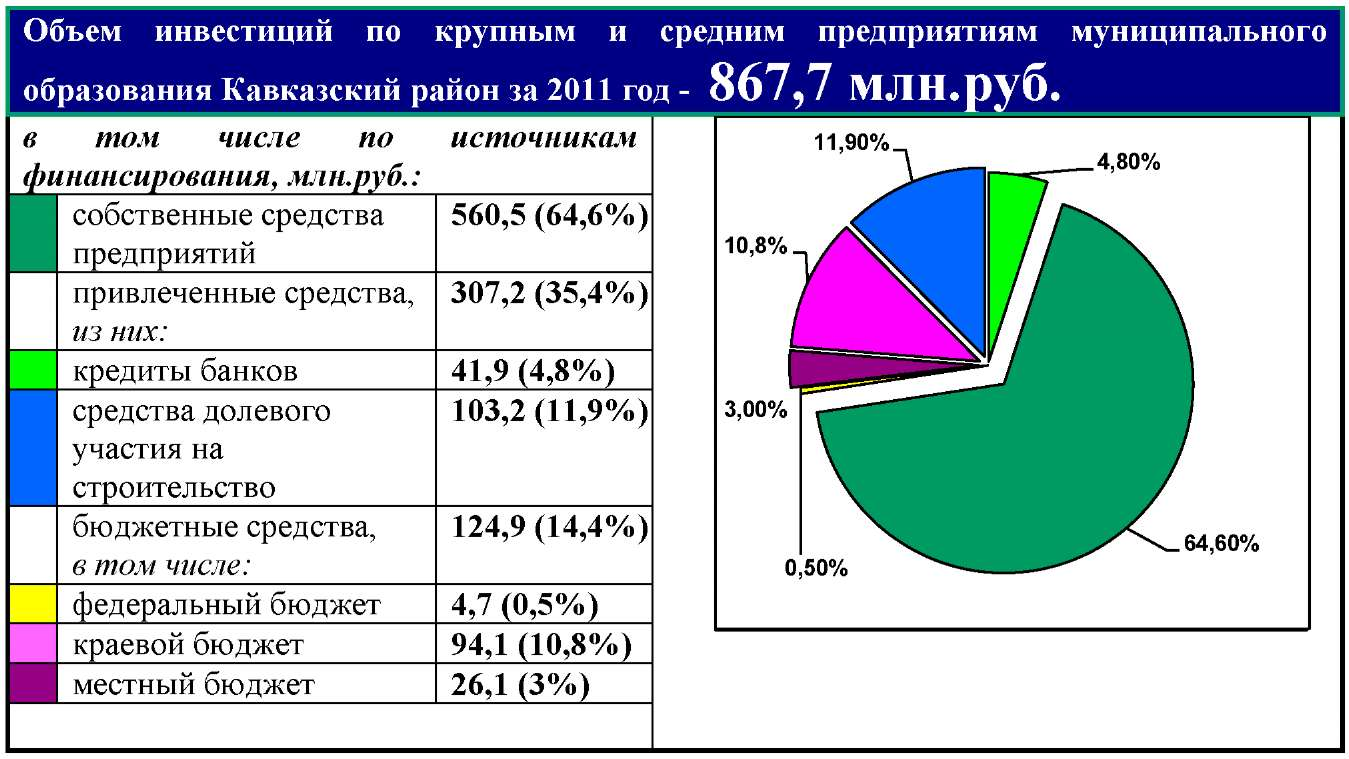 Объем инвестиций по крупным и средним предприятиям муниципального
образования Кавказский район за 2011 год - 867,7 млн.руб.
в том числе по источникам
финансирования, млн.руб.:
собственные средства 560,5 (64,6%)
предприятий
привлеченные средства, 307,2 (35,4%)
из них:
кредиты банков 41,9 (4,8%)
средства долевого 103,2 (11,9%)
участия на
строительство
бюджетные средства, 124,9 (14,4%)
в том числе:
федеральный бюджет 4,7 (0,5%)
краевой бюджет 94,1 (10,8%)
местный бюджет 26,1 (3%)
11,90%
4,80%
10,8%
3,00%
64,60%
0,50%